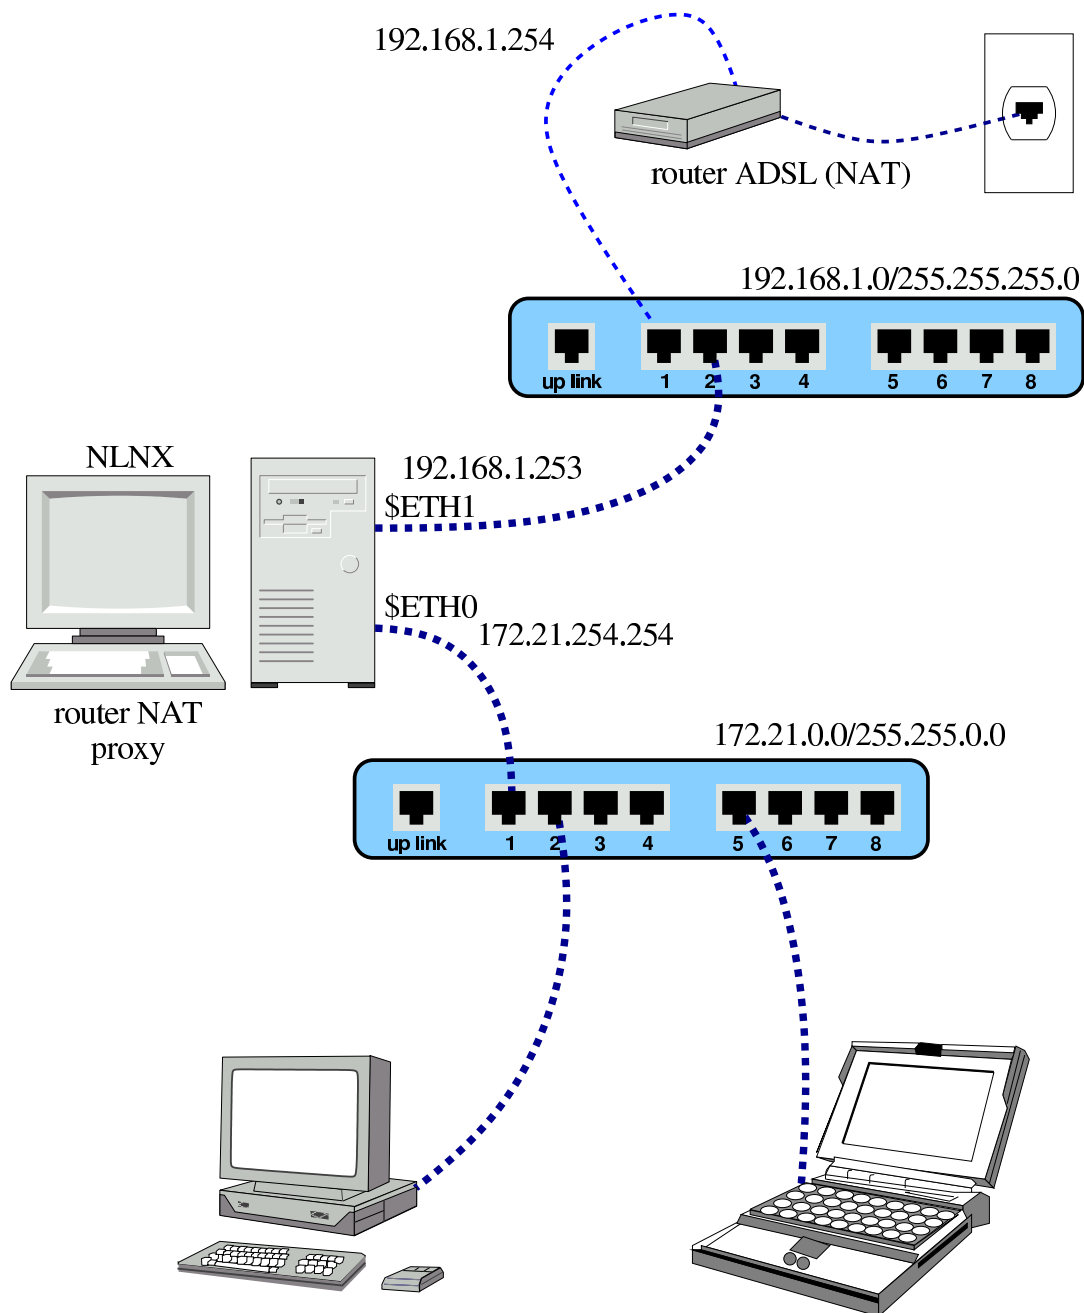 192.168.1.254
router ADSL (NAT)
192.168.1.0/255.255.255.0
up link 1 2 3 4 5 6 7 8
NLNX
192.168.1.253
$ETH1
$ETH0
172.21.254.254
router NAT
proxy
172.21.0.0/255.255.0.0
up link 1 2 3 4 5 6 7 8